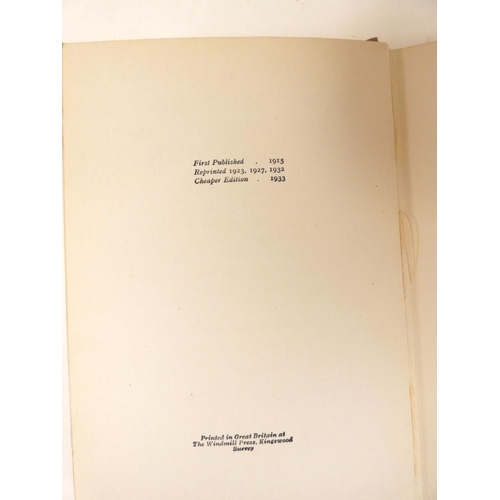 First Published . 1915
Reprinted 1923, 1927, 1932
Cheaper Edition . 1933
Printed in Great Britain at
The Windmill Press, Kingswood
Surrey